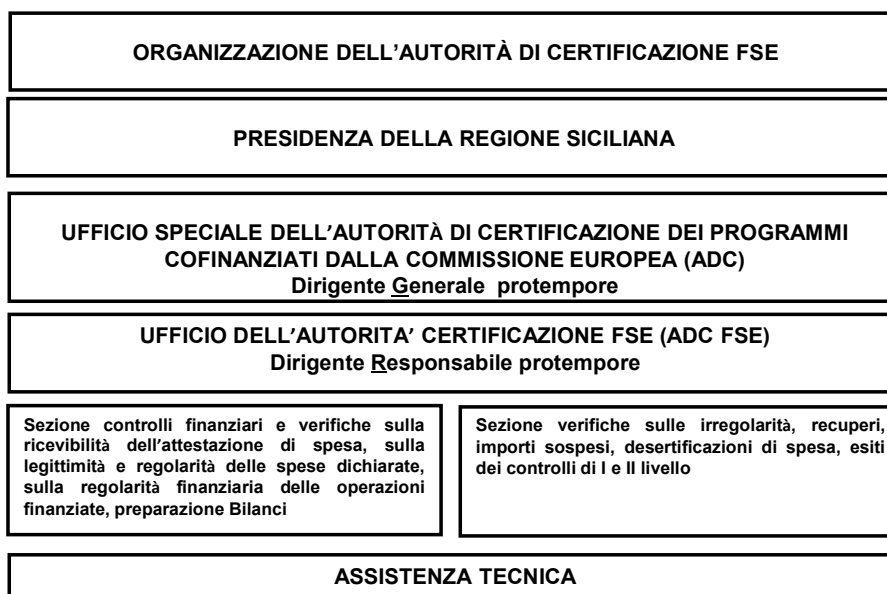 ORGANIZZAZIONE DELL’AUTORITÀ DI CERTIFICAZIONE FSE
PRESIDENZA DELLA REGIONE SICILIANA
UFFICIO SPECIALE DELL’AUTORITÀ DI CERTIFICAZIONE DEI PROGRAMMI
COFINANZIATI DALLA COMMISSIONE EUROPEA (ADC)
Dirigente Generale protempore
UFFICIO DELL’AUTORITA’ CERTIFICAZIONE FSE (ADC FSE)
Dirigente Responsabile protempore
Sezione controlli finanziari e verifiche sulla
ricevibilità dell’attestazione di spesa, sulla
legittimità e regolarità delle spese dichiarate,
sulla regolarità finanziaria delle operazioni
finanziate, preparazione Bilanci
Sezione verifiche sulle irregolarità, recuperi,
importi sospesi, desertificazioni di spesa, esiti
dei controlli di I e II livello
ASSISTENZA TECNICA